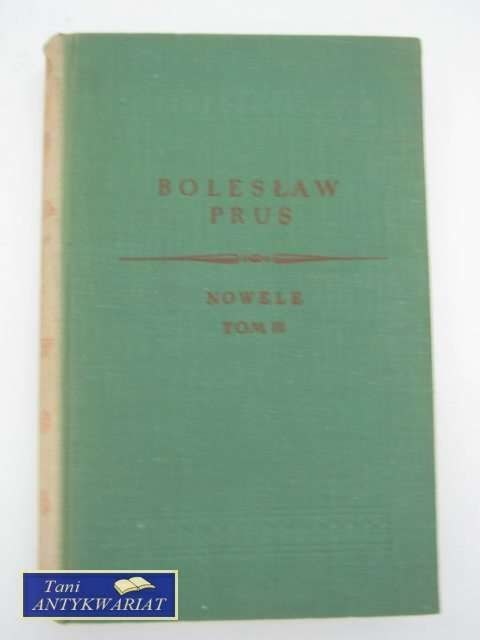 BOLESŁAW
PRUS
NOWELE
TOM III
Tani
ANTYKWARIAT